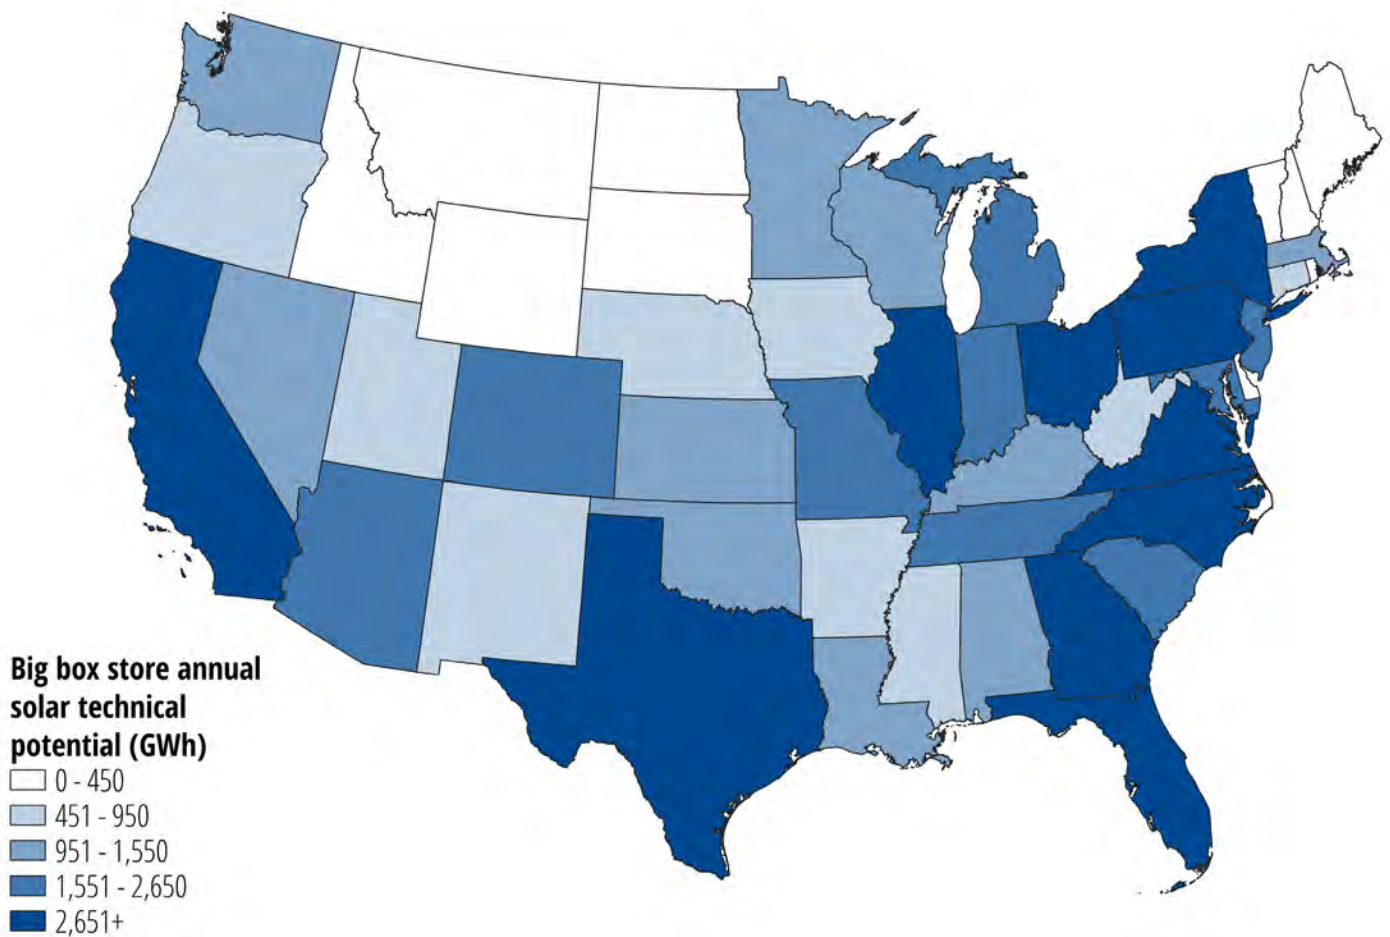 Big box store annual
solar technical
potential (GWh)
0 - 450
451 - 950
951 - 1,550
1,551 - 2,650
2,651+